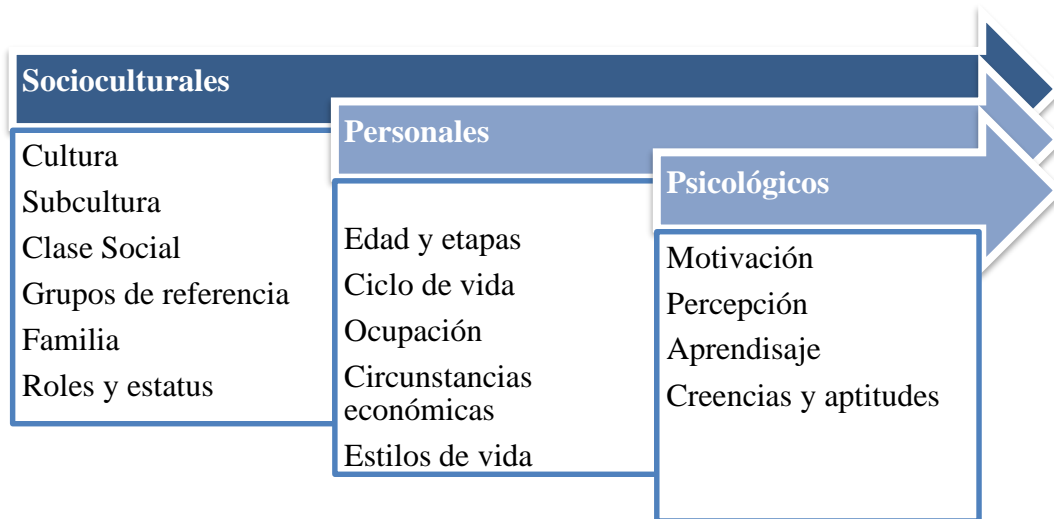 Socioculturales
Cultura
Subcultura
Clase Social
Grupos de referencia
Familia
Roles y estatus
Personales
Edad y etapas
Ciclo de vida
Ocupación
Circunstancias
económicas
Estilos de vida
Psicológicos
Motivación
Percepción
Aprendisaje
Creencias y aptitudes